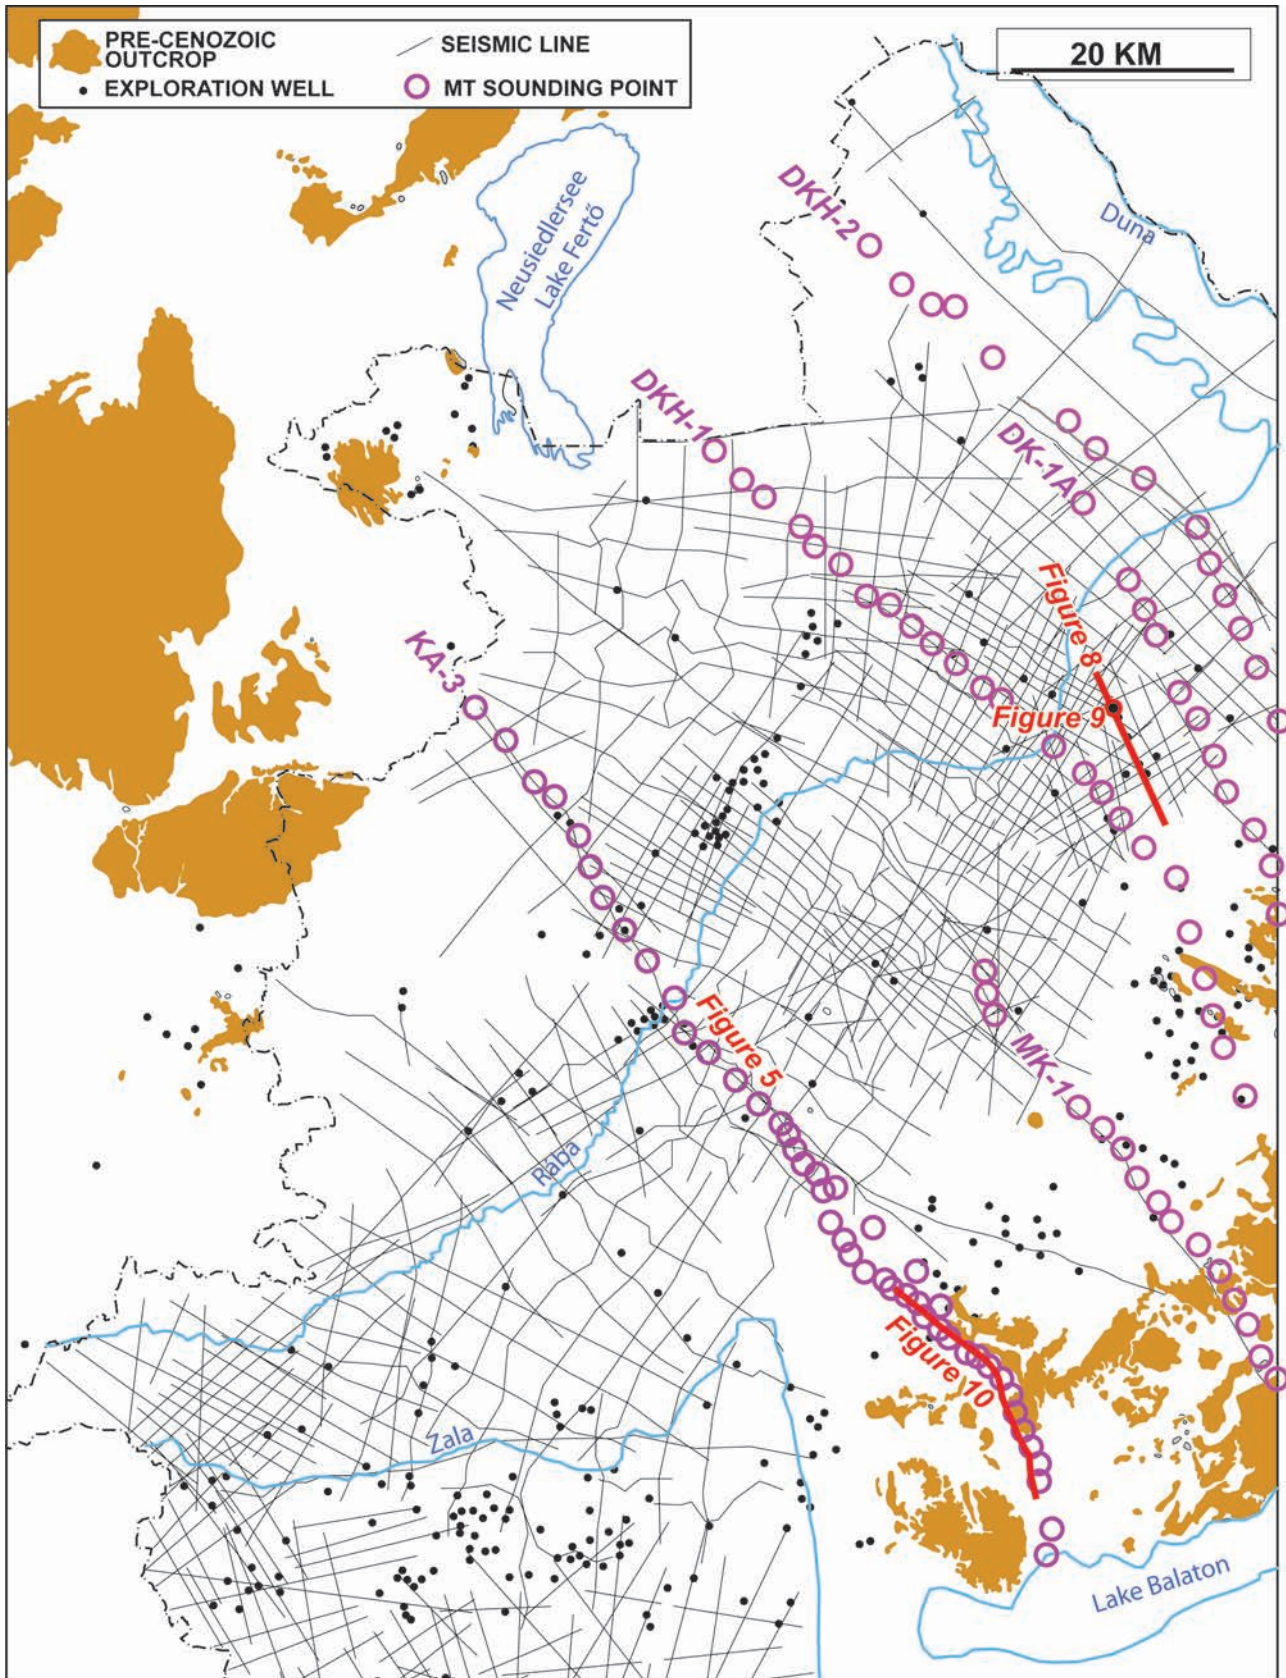 PRE-CENOZOIC
OUTCROP
SEISMIC LINE
EXPLORATION WELL
MT SOUNDING POINT
20 KM
Neusiedlersee
Lake Fertő
DKH-2
Duna
DKH-1
DK-1A
Figure 8
KA-3
Figure 9
Figure 5
MK-1
Rába
Figure 10
Zala
Lake Balaton